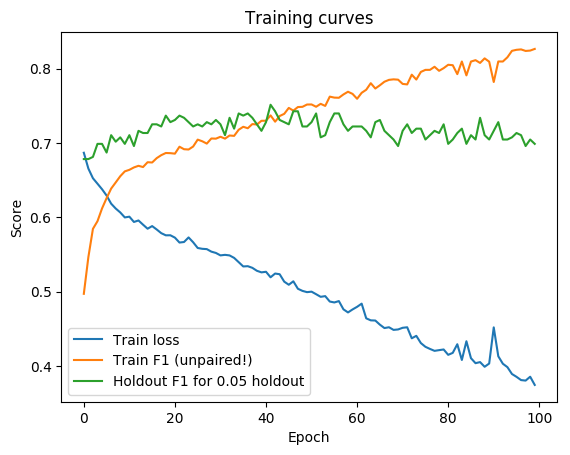 Training curves
Score
0.8
0.7
0.6
0.5
0.4
Train loss
Train F1 (unpaired!)
Holdout F1 for 0.05 holdout
0
20
40
60
80
100
Epoch